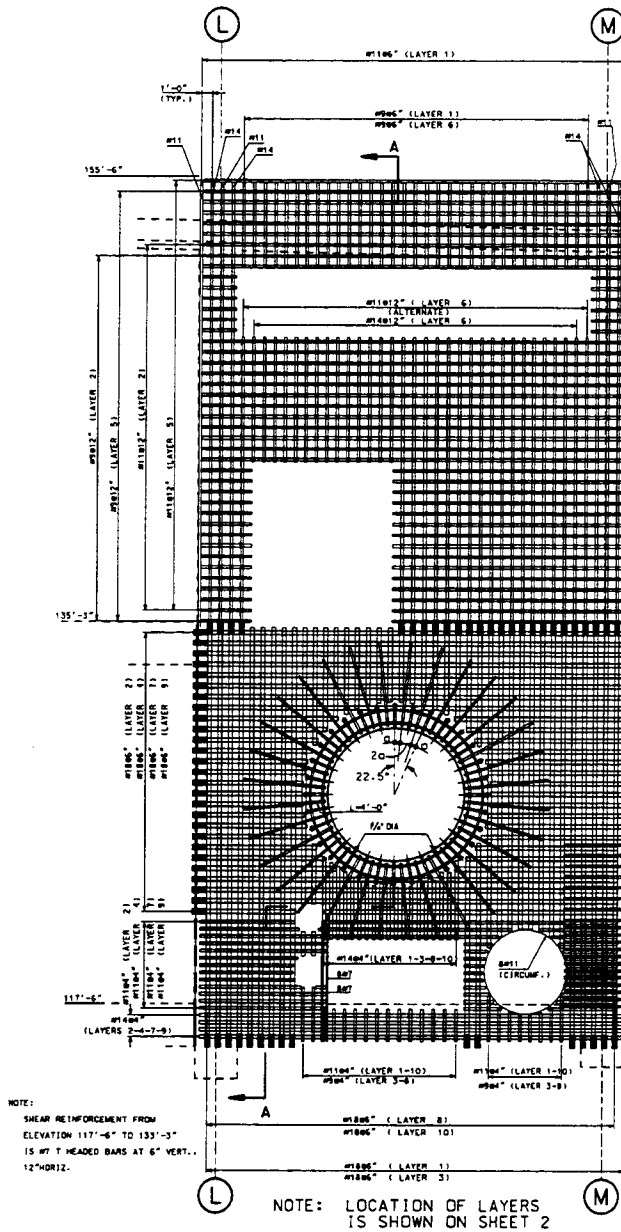 L
M
#11@6" (LAYER 1)
1'-0"
(TYP.)
#9@6" (LAYER 1)
#9@6" (LAYER 6)
#11
#14
#11
#14
A
#14
#11
155'-6"
#11@12" ( LAYER 6)
(ALTERNATE)
#14@12" ( LAYER 6)
#9@12" (LAYER 2)
#9@12" (LAYER 5)
#11@12" (LAYER 2)
#11@12" (LAYER 5)
135'-3"
#18@6" (LAYER 2)
#18@6" (LAYER 4)
#18@6" (LAYER 7)
#18@6" (LAYER 9)
22.5°
L=4'-0"
#11@4" (LAYER 2)
#11@4" (LAYER 4)
#11@4" (LAYER 7)
#11@4" (LAYER 9)
#14@4"(LAYER 1-3-8-10)
8#7
8#7
8#11
(CIRCUMF.)
117'-6"
#14@4"
(LAYERS 2-4-7-9)
#11@4" (LAYER 1-10)
#9@4" (LAYER 3-8)
#11@4" (LAYER 1-10)
#9@4" (LAYER 3-8)
A
NOTE:
SHEAR REINFORCEMENT FROM
ELEVATION 117'-6" TO 133'-3"
IS #7 T HEADED BARS AT 6" VERT..
12"HORIZ.
#18@6" ( LAYER 8)
#18@6" ( LAYER 10)
#18@6" (LAYER 1)
#18@6" (LAYER 3)
L
M
NOTE: LOCATION OF LAYERS
IS SHOWN ON SHEET 2